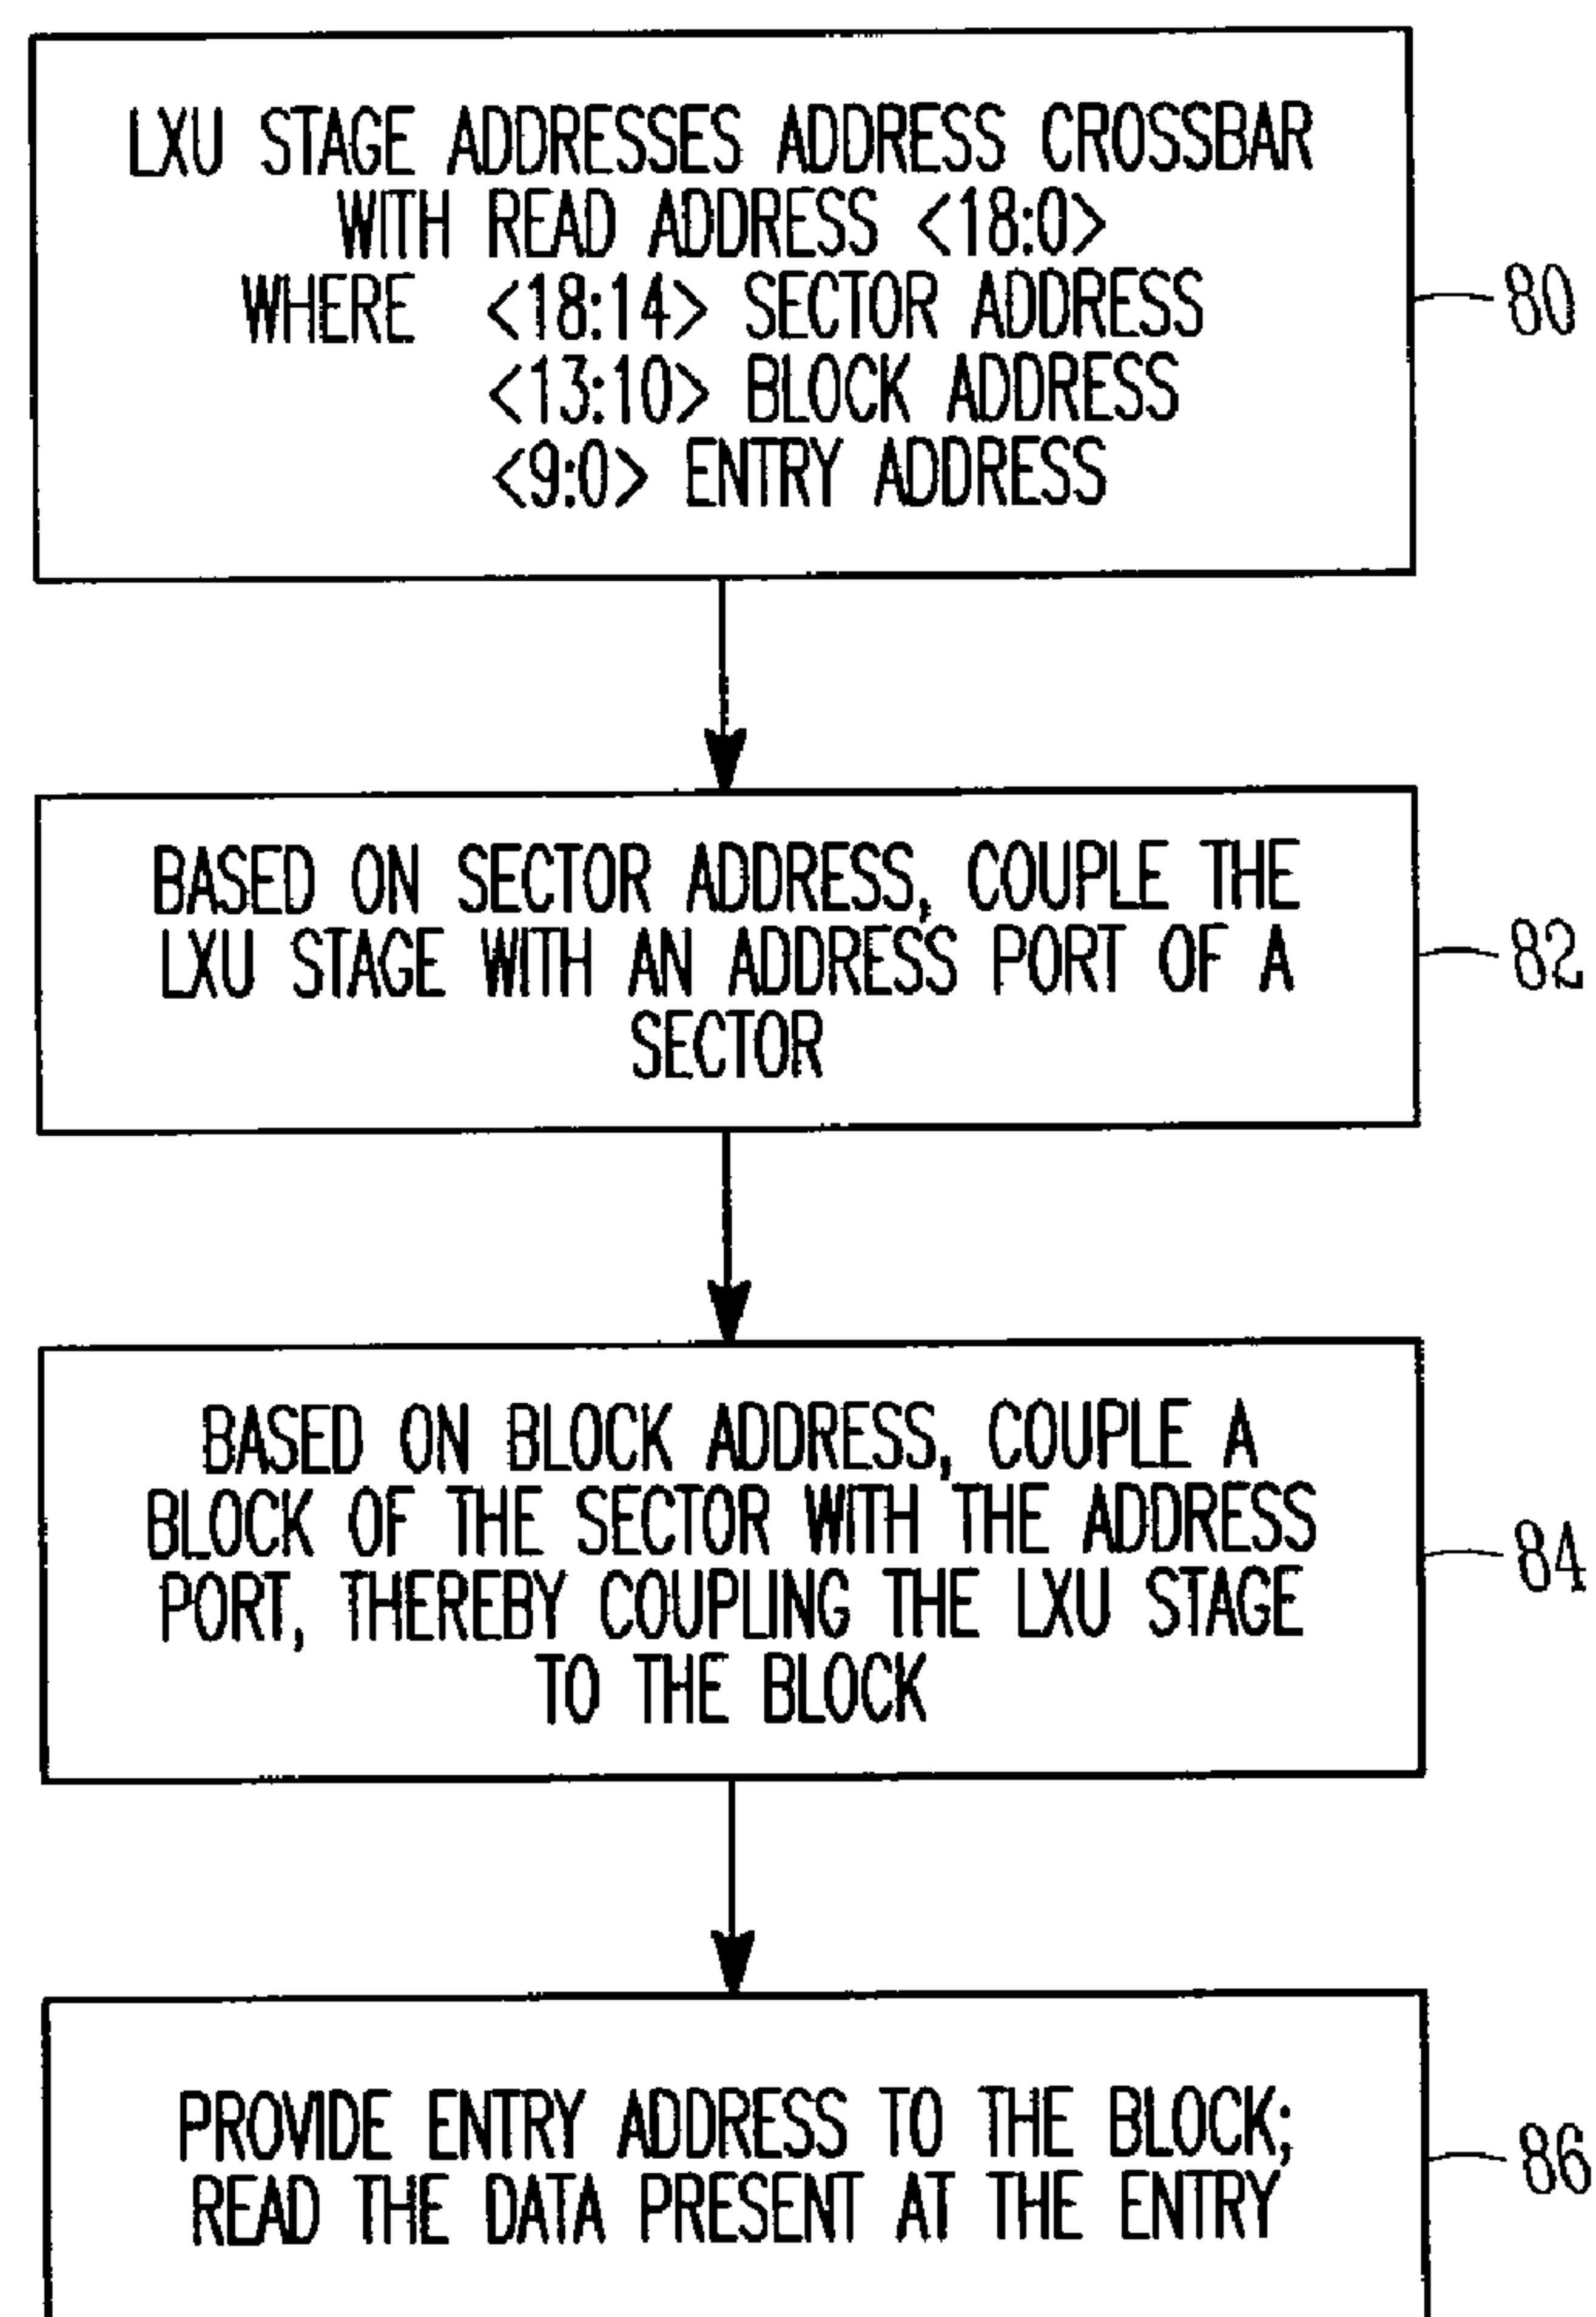 LXU STAGE ADDRESSES ADDRESS CROSSBAR
WITH READ ADDRESS <18:0>
WHERE <18:14> SECTOR ADDRESS
<13:10> BLOCK ADDRESS
<9:0> ENTRY ADDRESS
80
BASED ON SECTOR ADDRESS, COUPLE THE
LXU STAGE WITH AN ADDRESS PORT OF A
SECTOR
82
BASED ON BLOCK ADDRESS, COUPLE A
BLOCK OF THE SECTOR WITH THE ADDRESS
PORT, THEREBY COUPLING THE LXU STAGE
TO THE BLOCK
84
PROVIDE ENTRY ADDRESS TO THE BLOCK;
READ THE DATA PRESENT AT THE ENTRY
86